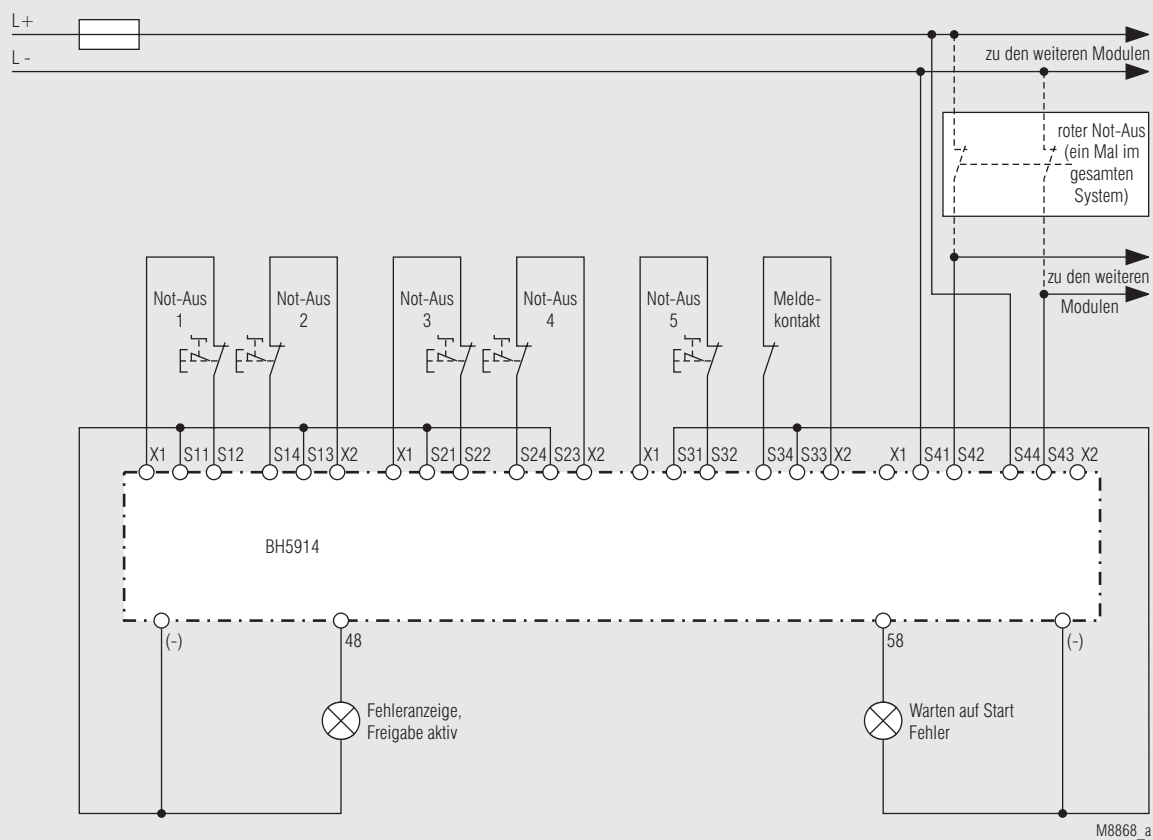 L+
L -
zu den weiteren Modulen
roter Not-Aus
(ein Mal im
gesamten
System)
zu den weiteren
Modulen
Not-Aus
1
Not-Aus
2
Not-Aus
3
Not-Aus
4
Not-Aus
5
Melde-
kontakt
X1 S11 S12 S14 S13 X2 X1 S21 S22 S24 S23 X2 X1 S31 S32 S34 S33 X2 X1 S41 S42 S44 S43 X2
BH5914
(-) 48 58 (-)
Fehleranzeige,
Freigabe aktiv
Warten auf Start
Fehler
M8868_a